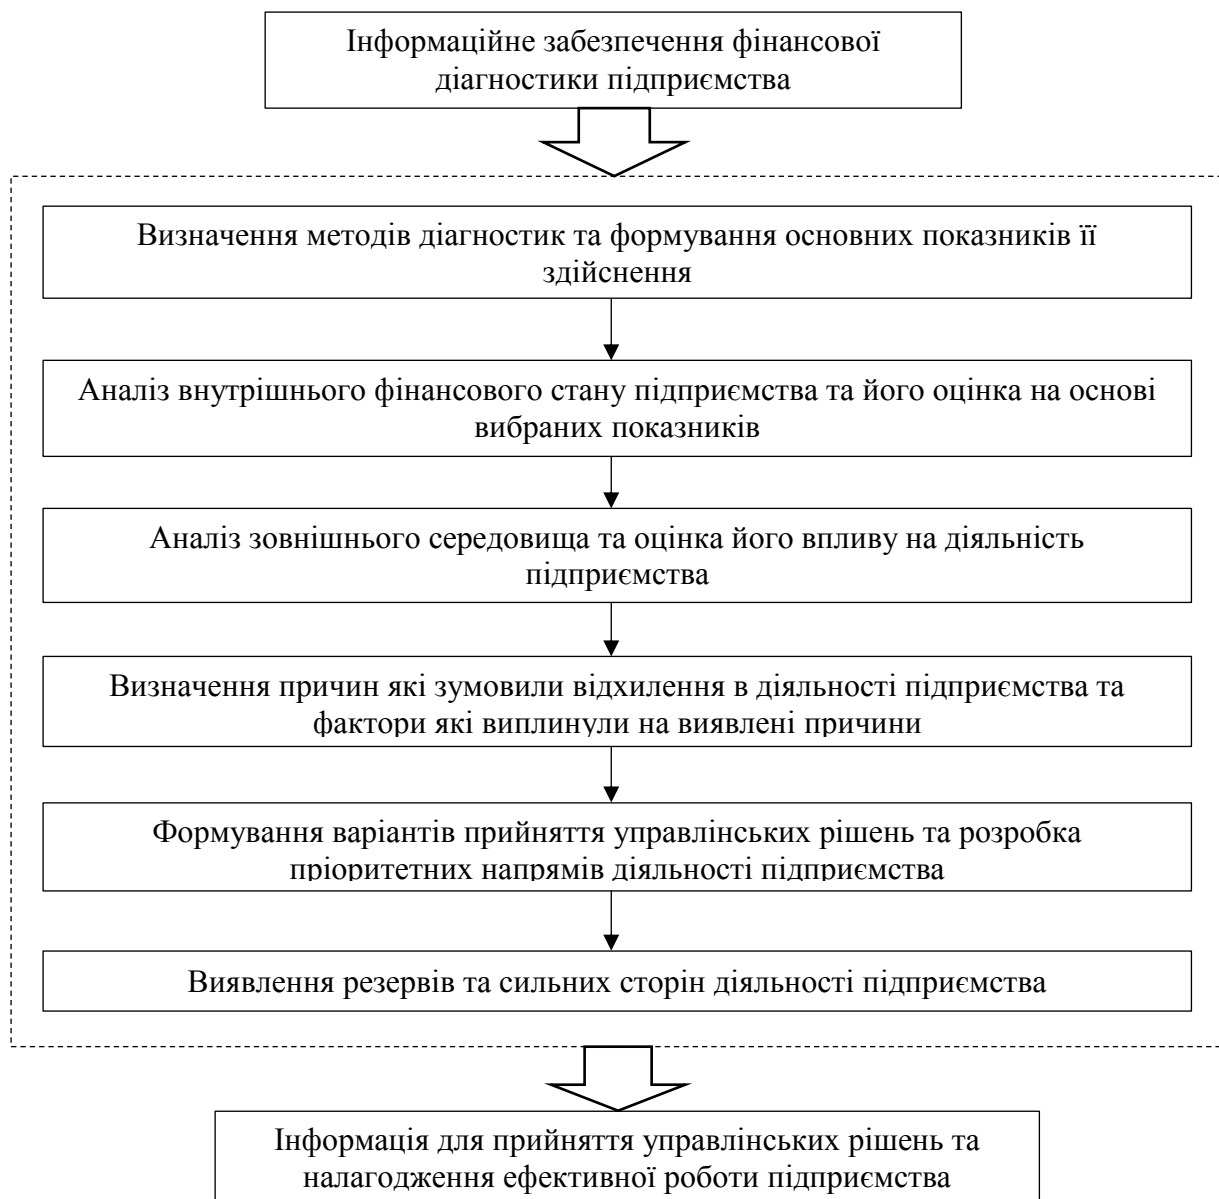 Інформаційне забезпечення фінансової
діагностики підприємства
Визначення методів діагностик та формування основних показників її
здійснення
Аналіз внутрішнього фінансового стану підприємства та його оцінка на основі
вибраних показників
Аналіз зовнішнього середовища та оцінка його впливу на діяльність
підприємства
Визначення причин які зумовили відхилення в діяльності підприємства та
фактори які виплинули на виявлені причини
Формування варіантів прийняття управлінських рішень та розробка
пріоритетних напрямів діяльності підприємства
Виявлення резервів та сильних сторін діяльності підприємства
Інформація для прийняття управлінських рішень та
налагодження ефективної роботи підприємства